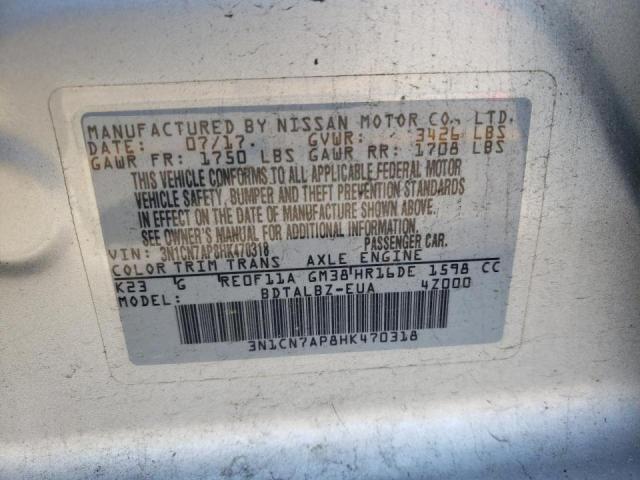 MANUFACTURED BY NISSAN MOTOR CO., LTD.
DATE: 07/17. GVWR: 3426 LBS
GAWR FR: 1750 LBS GAWR RR: 1708 LBS
THIS VEHICLE CONFORMS TO ALL APPLICABLE FEDERAL MOTOR
VEHICLE SAFETY, BUMPER AND THEFT PREVENTION STANDARDS
IN EFFECT ON THE DATE OF MANUFACTURE SHOWN ABOVE.
SEE OWNER'S MANUAL FOR ADDITIONAL INFORMATION.
VIN: 3N1CN7AP8HK470318 PASSENGER CAR.
COLOR TRIM TRANS AXLE ENGINE
K23 G RE0F11A GM38 HR16DE 1598 CC
MODEL: BDTALBZ-EUA 4Z000
3N1CN7AP8HK470318